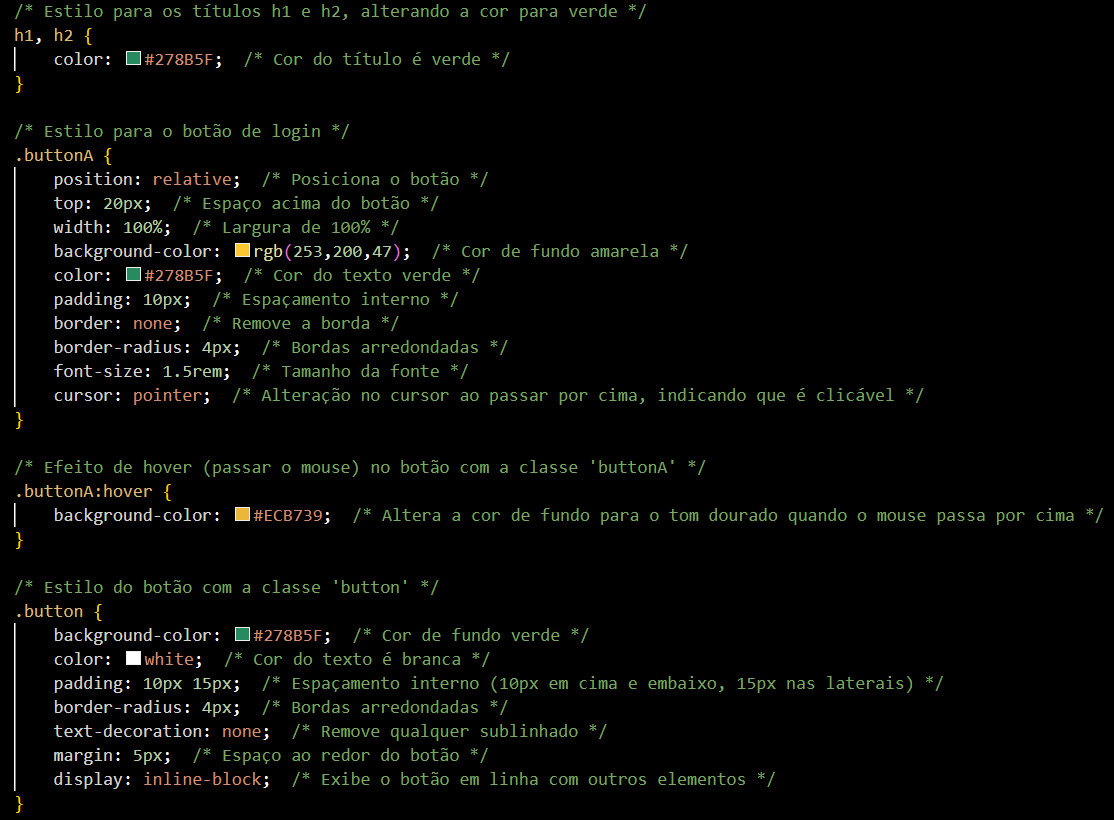 /* Estilo para os títulos h1 e h2, alterando a cor para verde */
h1, h2 {
    color: #278B5F;  /* Cor do título é verde */
}

/* Estilo para o botão de login */
.buttonA {
    position: relative;  /* Posiciona o botão */
    top: 20px;  /* Espaço acima do botão */
    width: 100%;  /* Largura de 100% */
    background-color: rgb(253,200,47);  /* Cor de fundo amarela */
    color: #278B5F;  /* Cor do texto verde */
    padding: 10px;  /* Espaçamento interno */
    border: none;  /* Remove a borda */
    border-radius: 4px;  /* Bordas arredondadas */
    font-size: 1.5rem;  /* Tamanho da fonte */
    cursor: pointer;  /* Alteração no cursor ao passar por cima, indicando que é clicável */
}

/* Efeito de hover (passar o mouse) no botão com a classe 'buttonA' */
.buttonA:hover {
    background-color: #ECB739;  /* Altera a cor de fundo para o tom dourado quando o mouse passa por cima */
}

/* Estilo do botão com a classe 'button' */
.button {
    background-color: #278B5F;  /* Cor de fundo verde */
    color: white;  /* Cor do texto é branca */
    padding: 10px 15px;  /* Espaçamento interno (10px em cima e embaixo, 15px nas laterais) */
    border-radius: 4px;  /* Bordas arredondadas */
    text-decoration: none;  /* Remove qualquer sublinhado */
    margin: 5px;  /* Espaço ao redor do botão */
    display: inline-block;  /* Exibe o botão em linha com outros elementos */
}